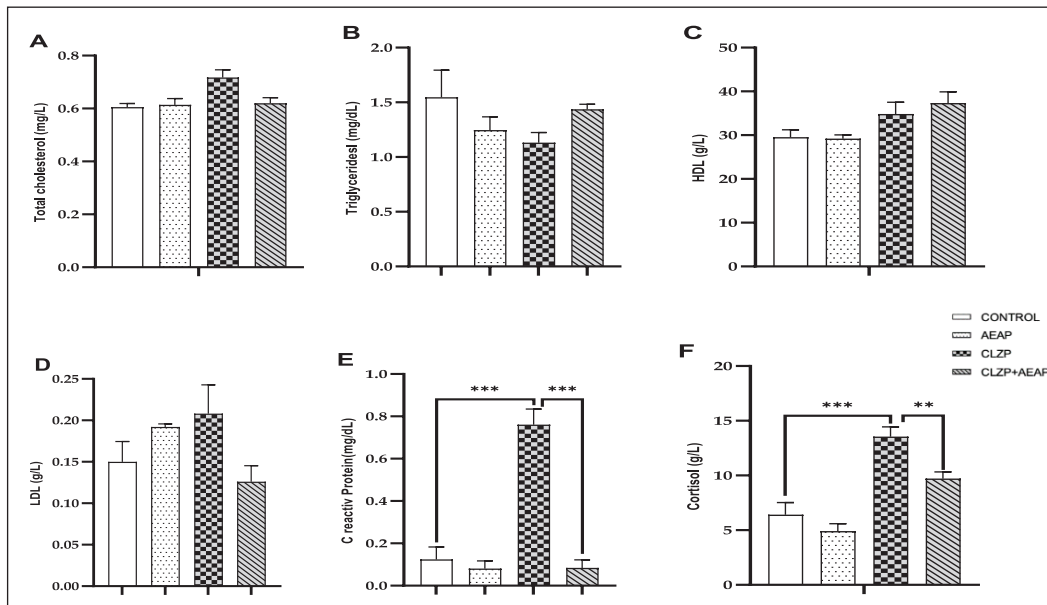 A
Total cholesterol (mg/L)
0.8
0.6
0.4
0.2
0.0
B
Triglyceridesl (mg/dL)
2.0
1.5
1.0
0.5
0.0
C
HDL (g/L)
50
40
30
20
10
0
CONTROL
AEAP
CLZP
CLZP+AEAP
D
LDL (g/L)
0.25
0.20
0.15
0.10
0.05
0.00
E
C reactiv Protein(mg/dL)
1.0
0.8
0.6
0.4
0.2
0.0
*** ***
F
Cortisol (g/L)
20
15
10
5
0
*** **